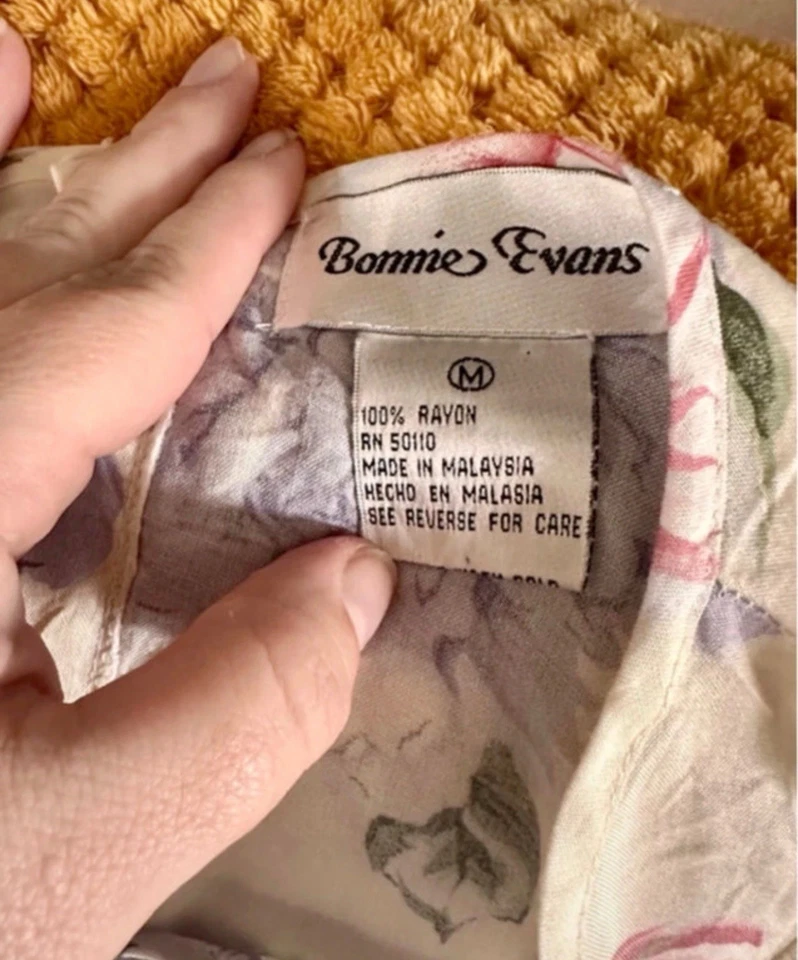 Bonnie Evans
M
100% RAYON
RN 50110
MADE IN MALAYSIA
HECHO EN MALASIA
SEE REVERSE FOR CARE